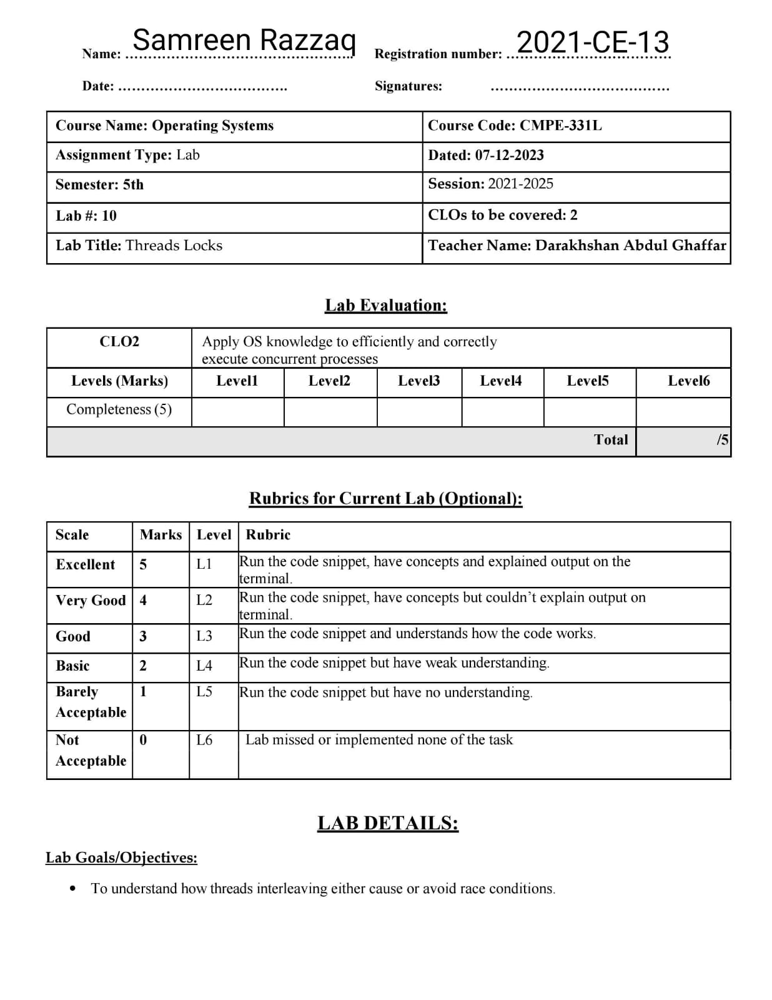 Name: …………………………………………….. Samreen Razzaq Registration number: ……………………………… 2021-CE-13
Date: ………………………………. Signatures: …………………………………
Course Name: Operating Systems Course Code: CMPE-331L
Assignment Type: Lab Dated: 07-12-2023
Semester: 5th Session: 2021-2025
Lab #: 10 CLOs to be covered: 2
Lab Title: Threads Locks Teacher Name: Darakhshan Abdul Ghaffar
Lab Evaluation:
CLO2 Apply OS knowledge to efficiently and correctly
execute concurrent processes
Levels (Marks) Level1 Level2 Level3 Level4 Level5 Level6
Completeness (5)
Total /5
Rubrics for Current Lab (Optional):
Scale Marks Level Rubric
Excellent 5 L1 Run the code snippet, have concepts and explained output on the
terminal.
Very Good 4 L2 Run the code snippet, have concepts but couldn’t explain output on
terminal.
Good 3 L3 Run the code snippet and understands how the code works.
Basic 2 L4 Run the code snippet but have weak understanding.
Barely 1 L5 Run the code snippet but have no understanding.
Acceptable
Not 0 L6 Lab missed or implemented none of the task
Acceptable
LAB DETAILS:
Lab Goals/Objectives:
• To understand how threads interleaving either cause or avoid race conditions.